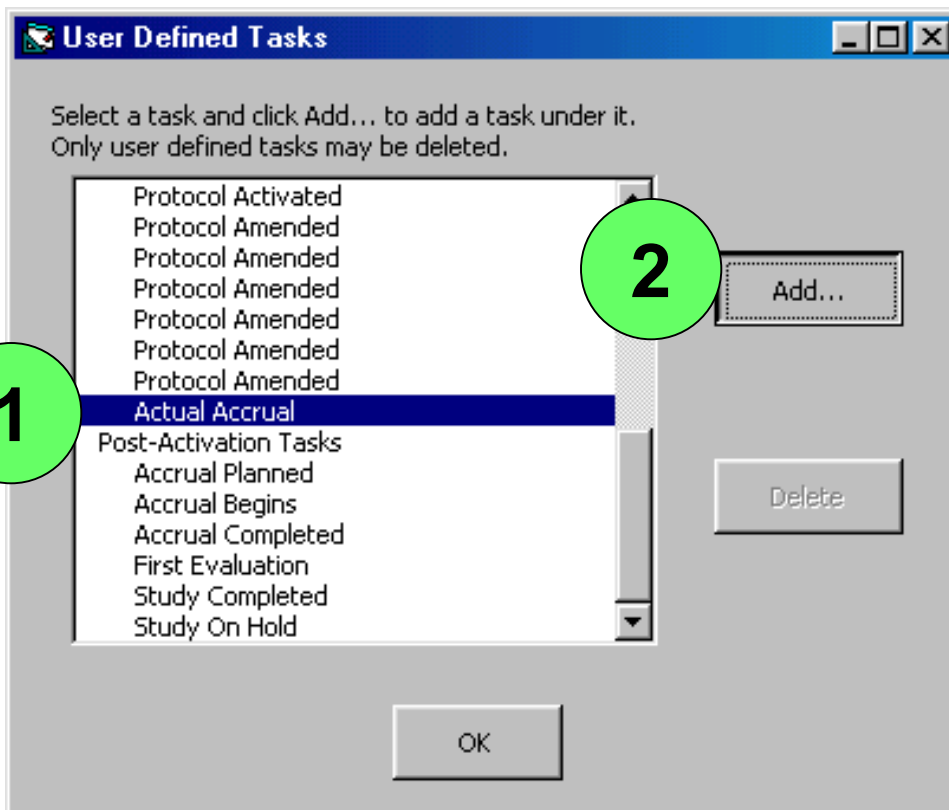 User Defined Tasks
Select a task and click Add... to add a task under it.
Only user defined tasks may be deleted.
Protocol Activated
Protocol Amended
Protocol Amended
Protocol Amended
Protocol Amended
Protocol Amended
Protocol Amended
Actual Accrual
Post-Activation Tasks
Accrual Planned
Accrual Begins
Accrual Completed
First Evaluation
Study Completed
Study On Hold
1
2
Add...
Delete
OK